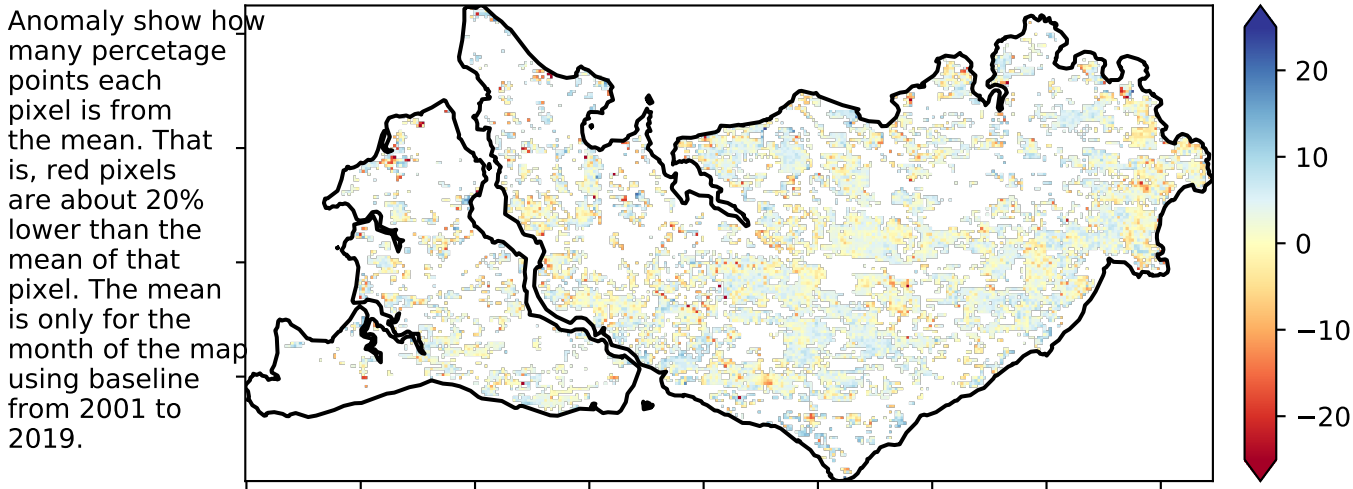 Anomaly show how
many percetage
points each
pixel is from
the mean. That
is, red pixels
are about 20%
lower than the
mean of that
pixel. The mean
is only for the
month of the map
using baseline
from 2001 to
2019.
20
10
0
−10
−20